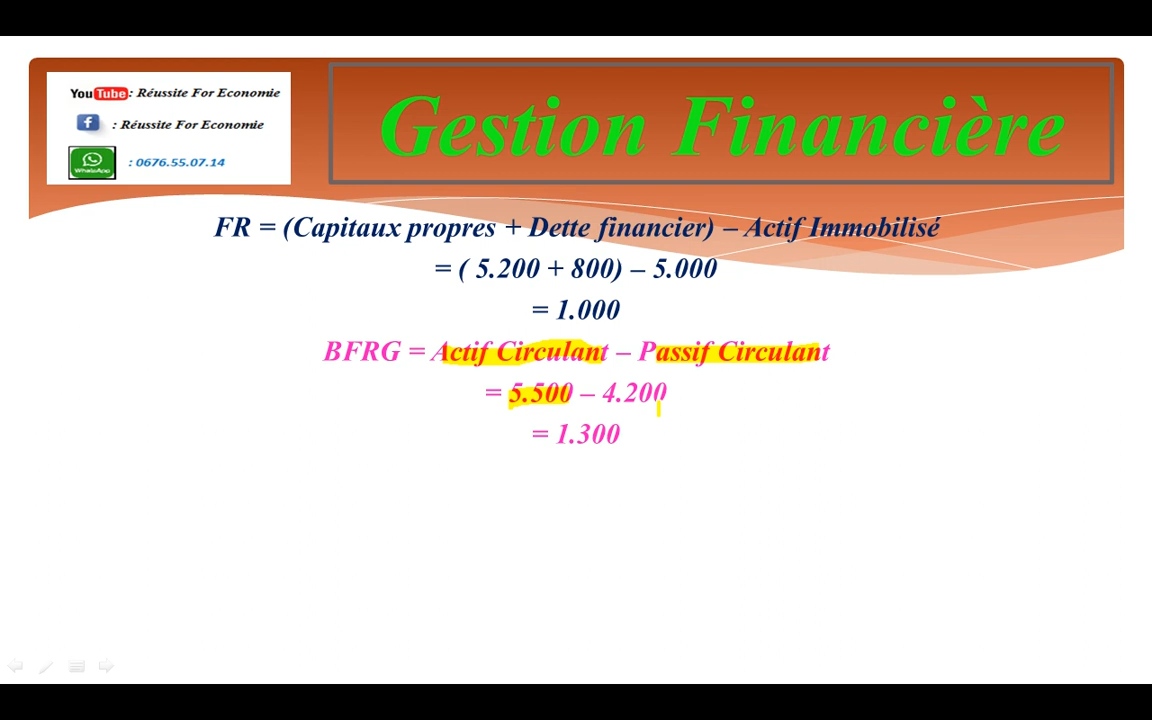 YouTube : Réussite For Economie
: Réussite For Economie
WhatsApp : 0676.55.07.14
Gestion Financière
FR = (Capitaux propres + Dette financier) – Actif Immobilisé
= ( 5.200 + 800) – 5.000
= 1.000
BFRG = Actif Circulant – Passif Circulant
= 5.500 – 4.200
= 1.300